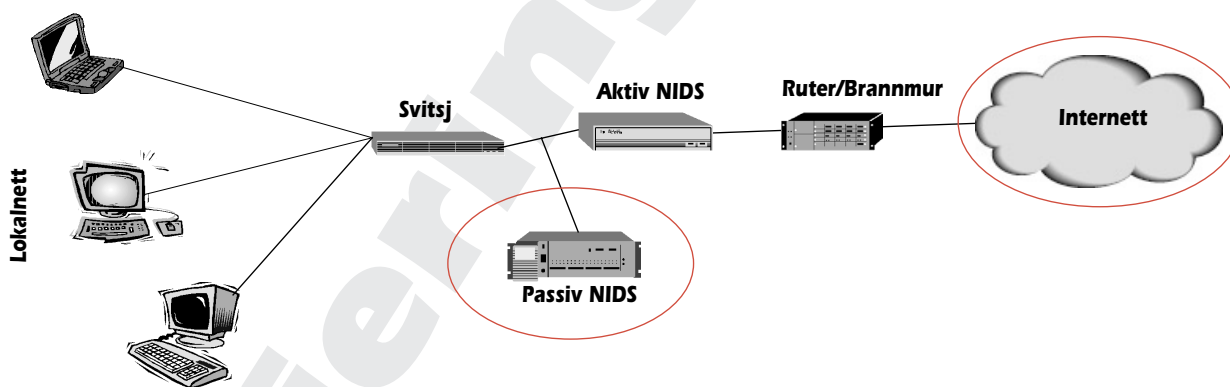 Svitsj
Aktiv NIDS
Ruter/Brannmur
Internett
Lokalnett
Passiv NIDS